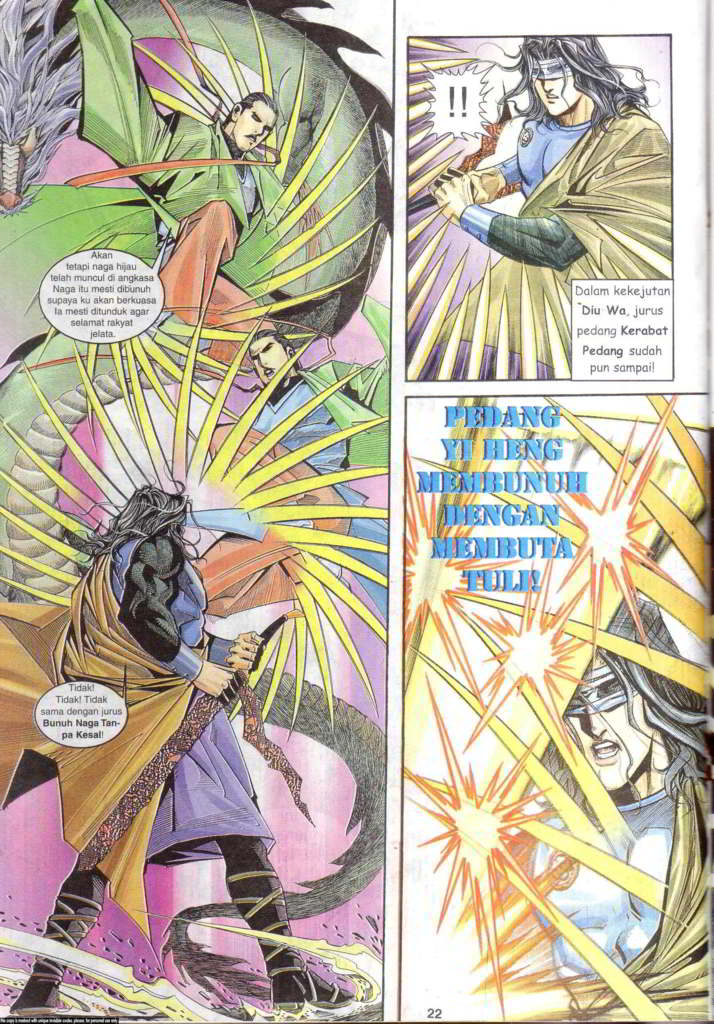 Akan
tetapi naga hijau
telah muncul di angkasa
Naga itu mesti dibunuh
supaya ku akan berkuasa
Ia mesti ditunduk agar
selamat rakyat
jelata.
Tidak!
Tidak! Tidak
sama dengan jurus
Bunuh Naga Tan-
pa Kesal!
!!
Dalam kekejutan
"Diu Wa, jurus
pedang Kerabat
Pedang sudah
pun sampai!
PEDANG
YI HENG
MEMBUNUH
DENGAN
MEMBUTA
TULI!
22